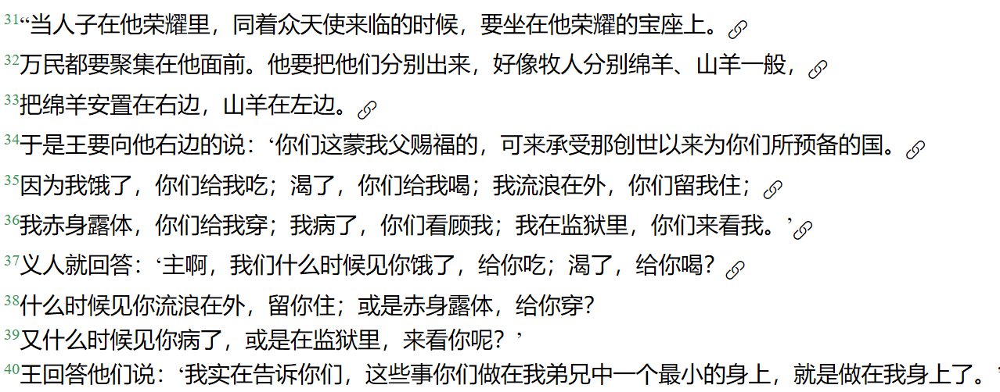 31“当人子在他荣耀里，同着众天使来临的时候，要坐在他荣耀的宝座上。
32万民都要聚集在他面前。他要把他们分别出来，好像牧人分别绵羊、山羊一般，
33把绵羊安置在右边，山羊在左边。
34于是王要向他右边的说：‘你们这蒙我父赐福的，可来承受那创世以来为你们所预备的国。
35因为我饿了，你们给我吃；渴了，你们给我喝；我流浪在外，你们留我住；
36我赤身露体，你们给我穿；我病了，你们看顾我；我在监狱里，你们来看我。’
37义人就回答：‘主啊，我们什么时候见你饿了，给你吃；渴了，给你喝？
38什么时候见你流浪在外，留你住；或是赤身露体，给你穿？
39又什么时候见你病了，或是在监狱里，来看你呢？’
40王回答他们说：‘我实在告诉你们，这些事你们做在我弟兄中一个最小的身上，就是做在我身上了。’